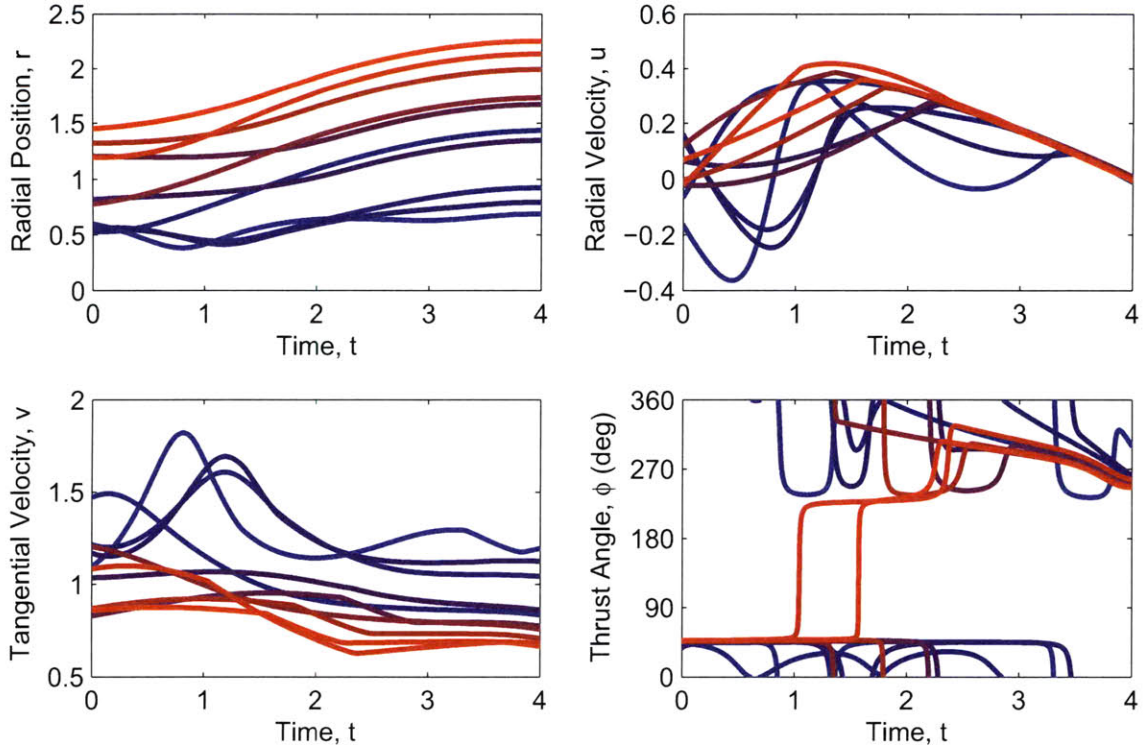 Radial Position, r
2.5
2
1.5
1
0.5
0
0 1 2 3 4
Time, t
Radial Velocity, u
0.6
0.4
0.2
0
−0.2
−0.4
0 1 2 3 4
Time, t
Tangential Velocity, v
2
1.5
1
0.5
0 1 2 3 4
Time, t
Thrust Angle, ϕ (deg)
360
270
180
90
0
0 1 2 3 4
Time, t